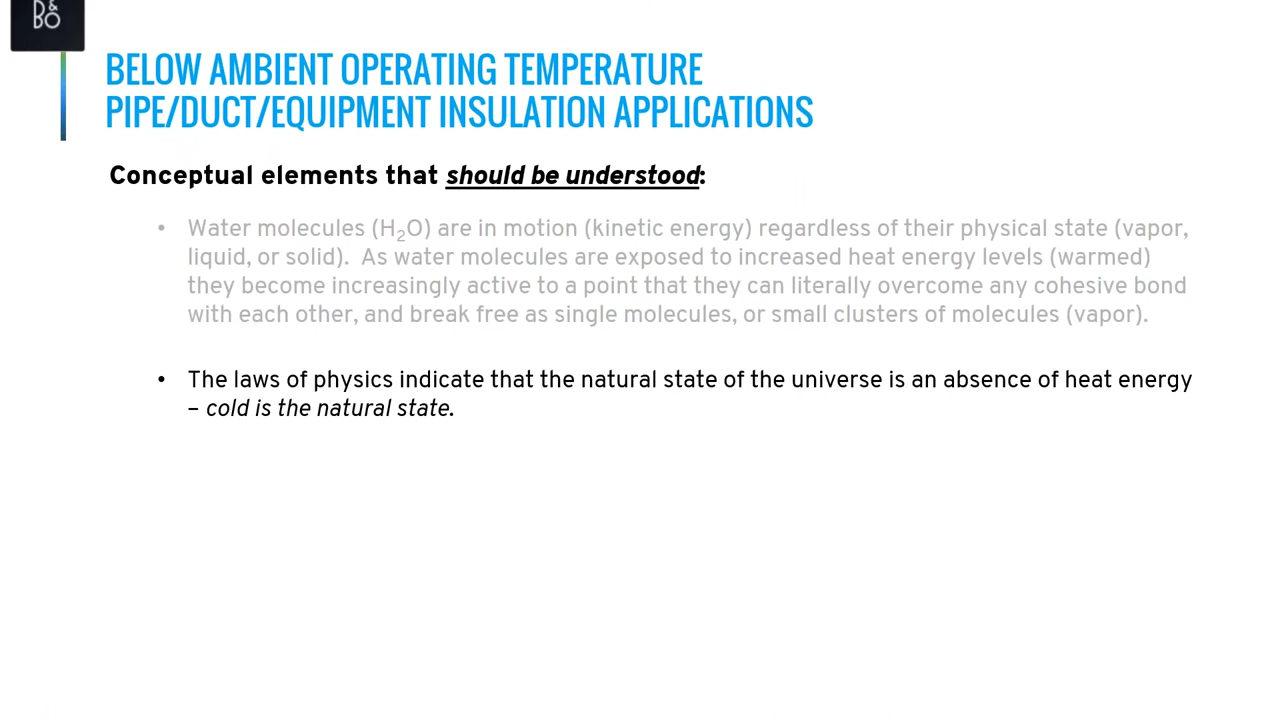 B&O
BELOW AMBIENT OPERATING TEMPERATURE
PIPE/DUCT/EQUIPMENT INSULATION APPLICATIONS
Conceptual elements that should be understood:
• Water molecules (H₂O) are in motion (kinetic energy) regardless of their physical state (vapor,
liquid, or solid). As water molecules are exposed to increased heat energy levels (warmed)
they become increasingly active to a point that they can literally overcome any cohesive bond
with each other, and break free as single molecules, or small clusters of molecules (vapor).
• The laws of physics indicate that the natural state of the universe is an absence of heat energy
– cold is the natural state.